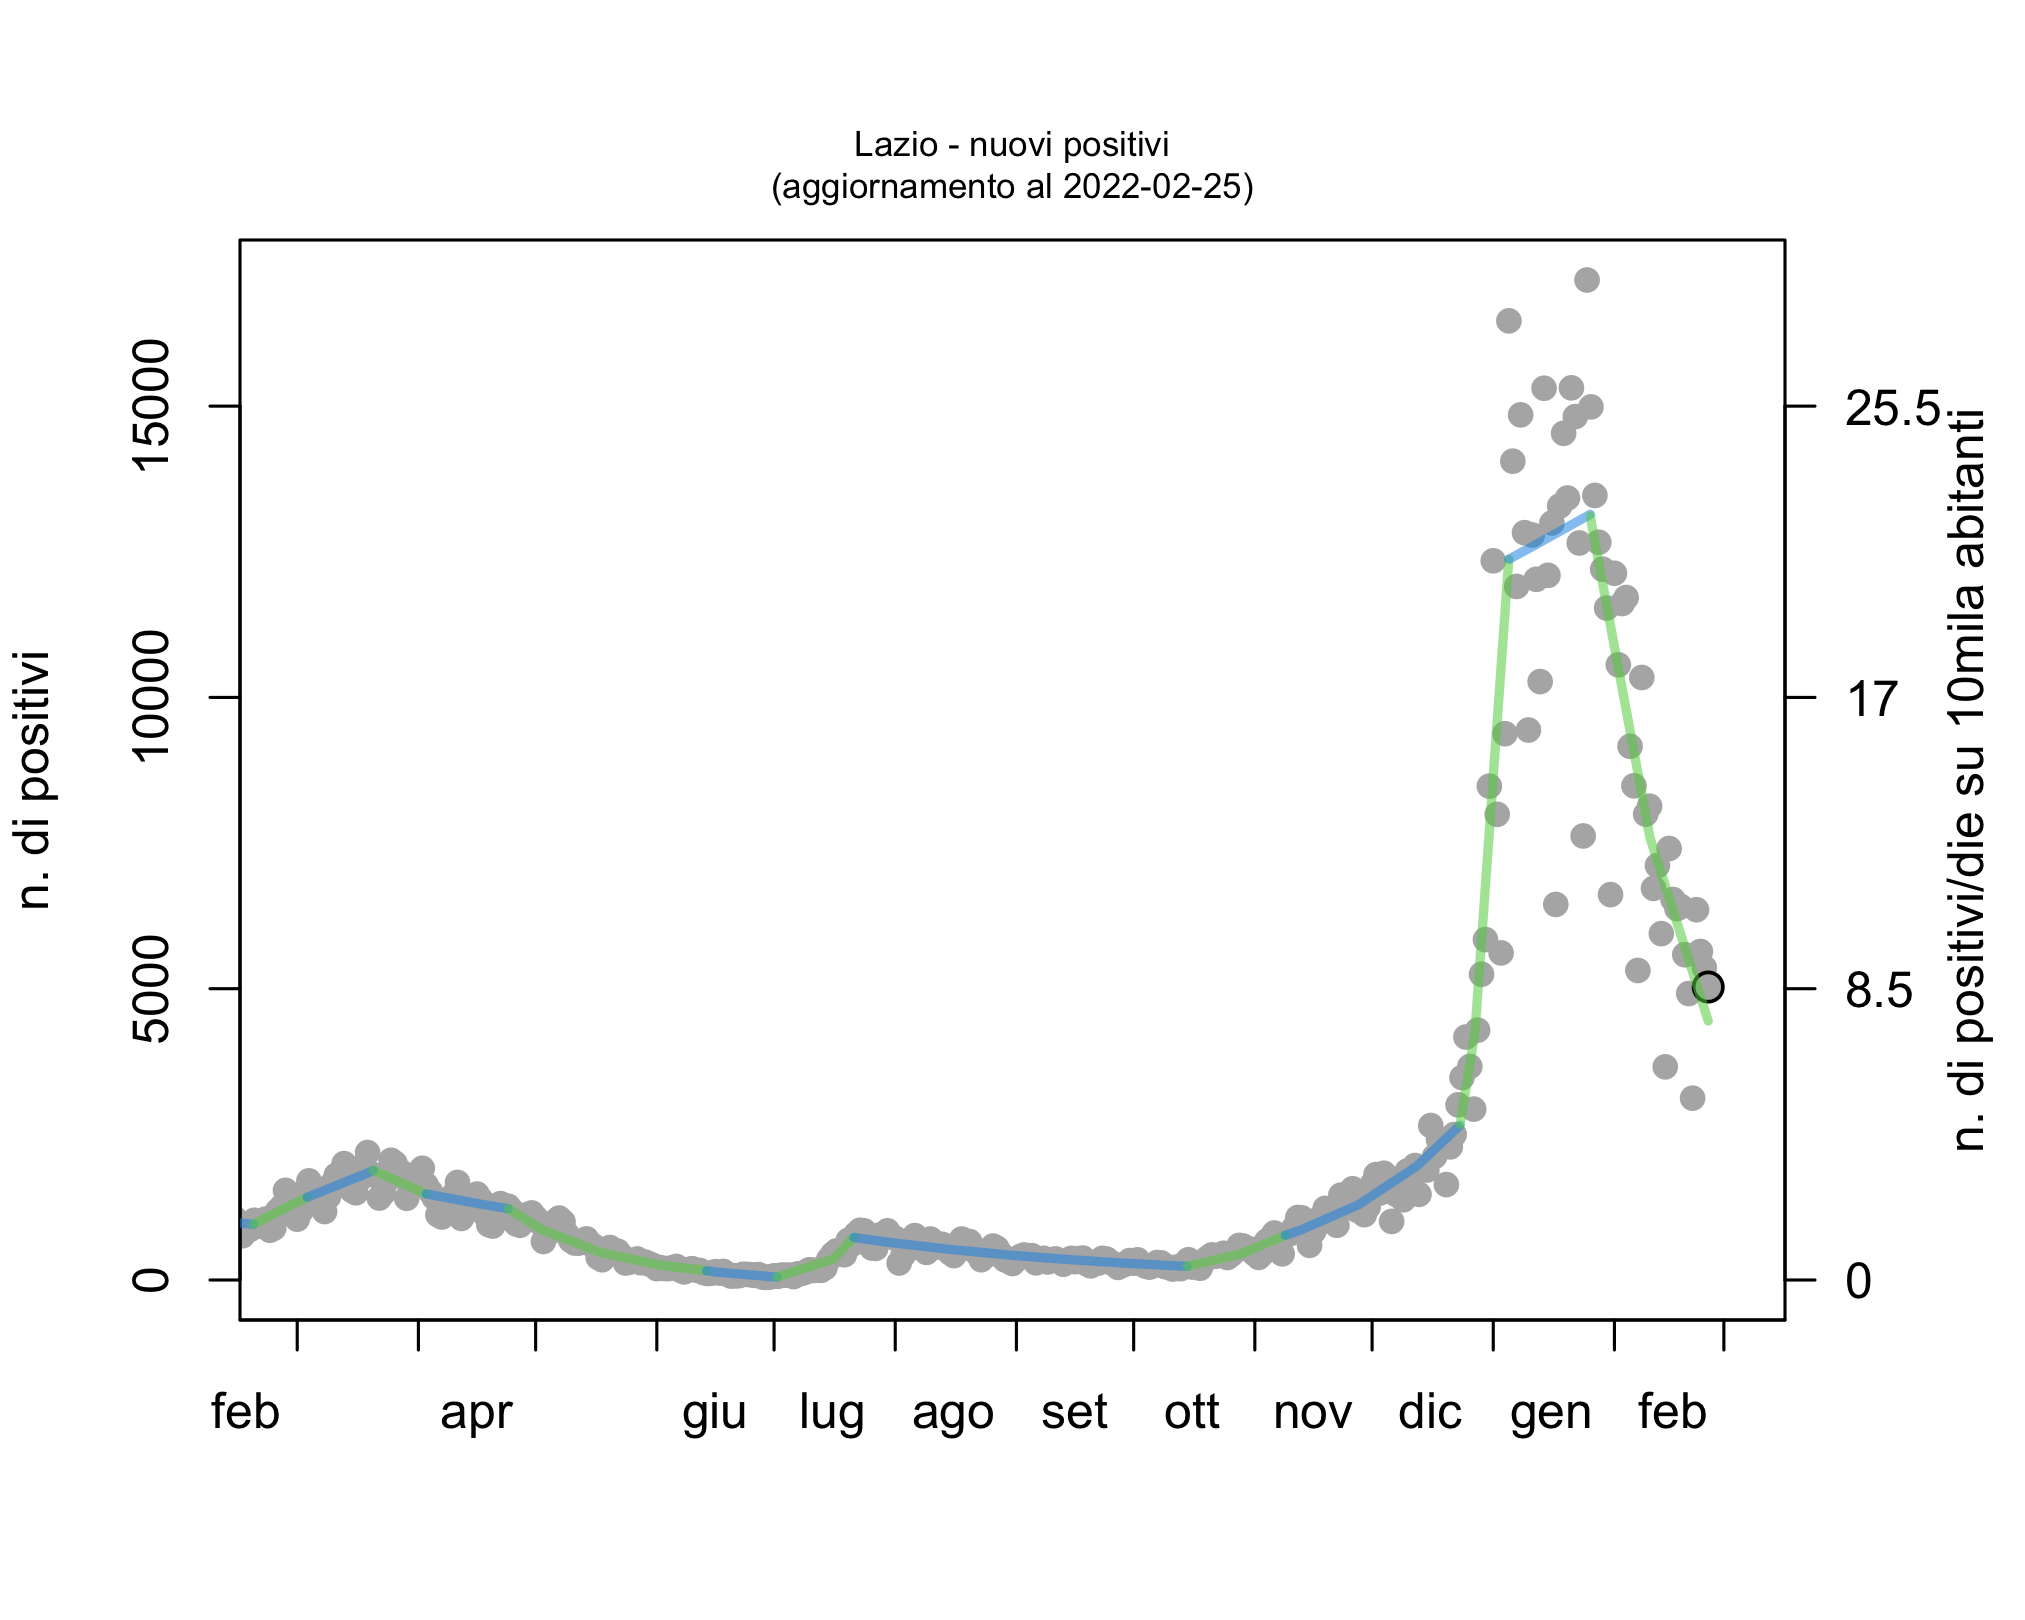 Lazio - nuovi positivi
(aggiornamento al 2022-02-25)
n. di positivi
15000
10000
5000
0
25.5
17
8.5
0
n. di positivi/die su 10mila abitanti
feb apr giu lug ago set ott nov dic gen feb